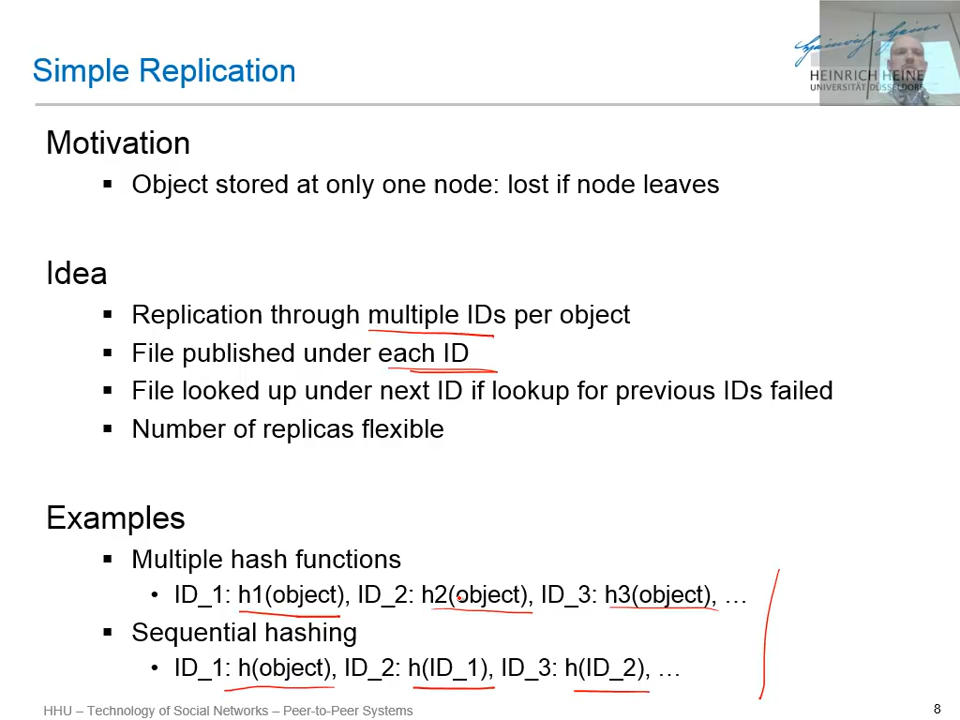 Simple Replication
Heinrich Heine
HEINRICH HEINE
UNIVERSITÄT DÜSSELDORF
Motivation
▪ Object stored at only one node: lost if node leaves
Idea
▪ Replication through multiple IDs per object
▪ File published under each ID
▪ File looked up under next ID if lookup for previous IDs failed
▪ Number of replicas flexible
Examples
▪ Multiple hash functions
• ID_1: h1(object), ID_2: h2(object), ID_3: h3(object), …
▪ Sequential hashing
• ID_1: h(object), ID_2: h(ID_1), ID_3: h(ID_2), …
HHU – Technology of Social Networks – Peer-to-Peer Systems
8